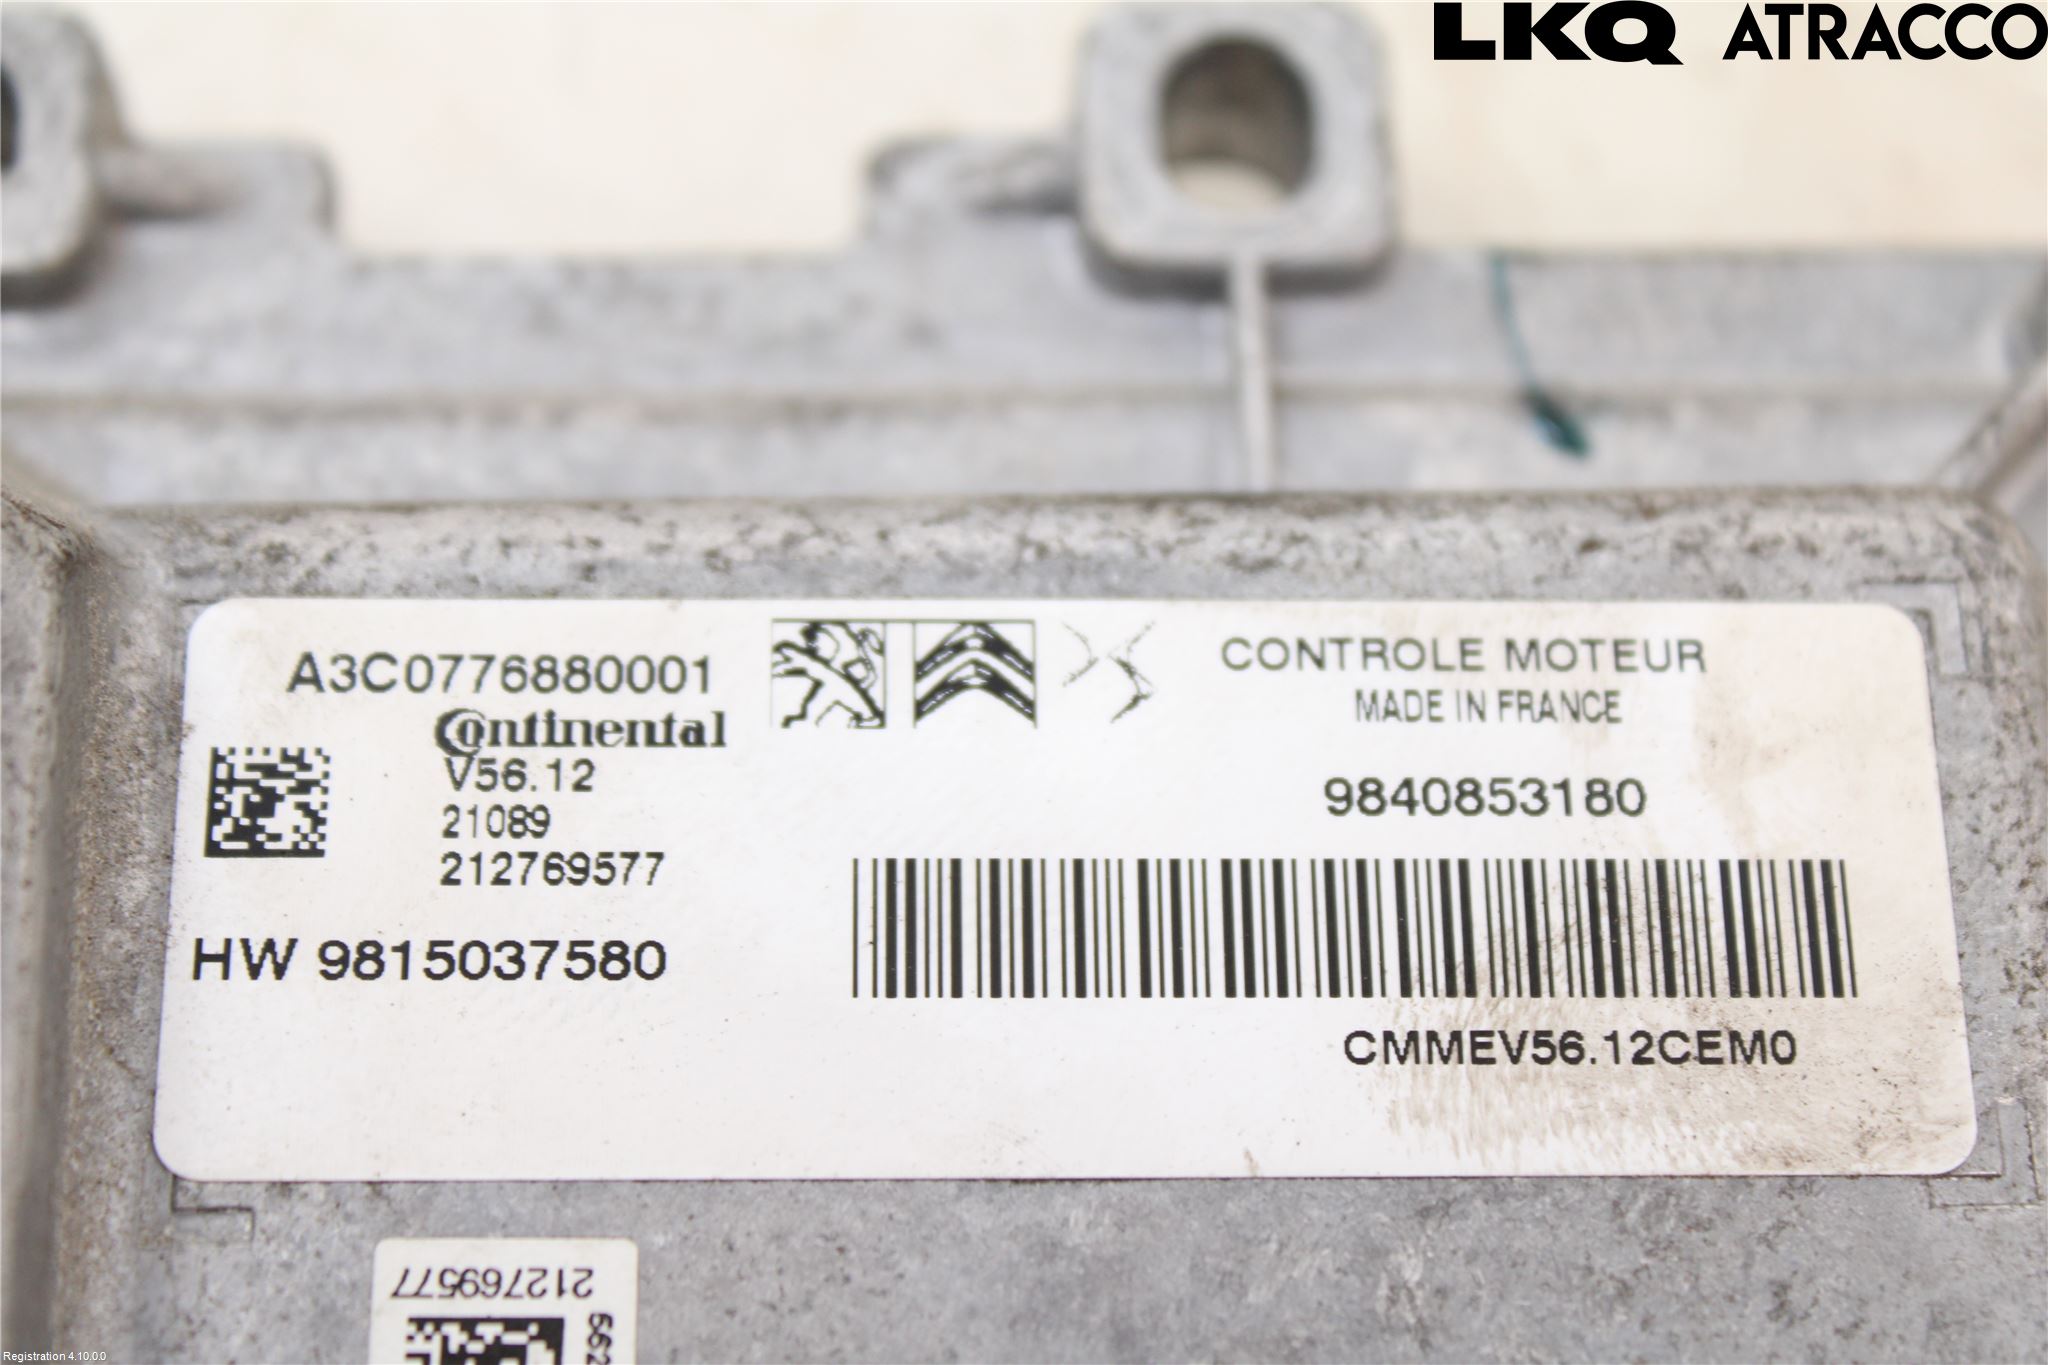 LKQ ATRACCO
A3C0776880001
Continental
V56.12
21089
212769577
HW 9815037580
CONTROLE MOTEUR
MADE IN FRANCE
9840853180
CMMEV56.12CEM0
212769577
Registration 4.10.0.0